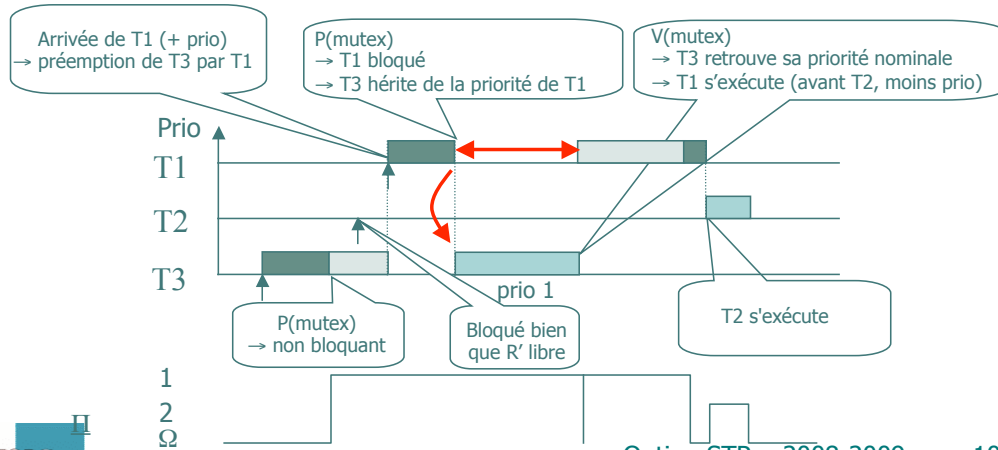 Arrivée de T1 (+ prio)
→ préemption de T3 par T1
P(mutex)
→ T1 bloqué
→ T3 hérite de la priorité de T1
V(mutex)
→ T3 retrouve sa priorité nominale
→ T1 s'exécute (avant T2, moins prio)
Prio
T1
T2
T3
prio 1
P(mutex)
→ non bloquant
Bloqué bien
que R' libre
T2 s'exécute
1
2
Π
Ω